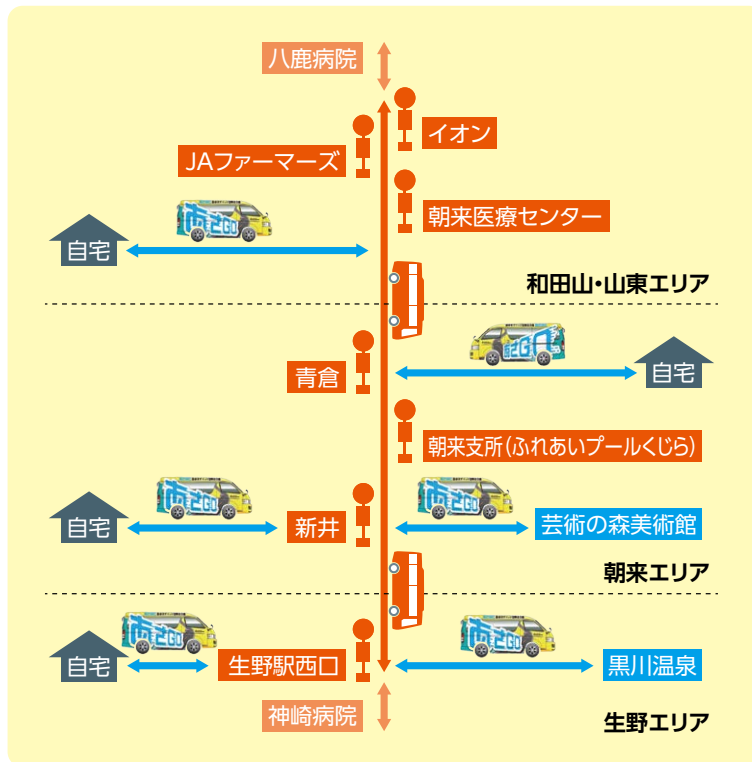 八鹿病院
イオン
JAファーマーズ
朝来医療センター
自宅
和田山・山東エリア
青倉
自宅
朝来支所(ふれあいプールくじら)
自宅
新井
芸術の森美術館
朝来エリア
自宅
生野駅西口
黒川温泉
神崎病院
生野エリア